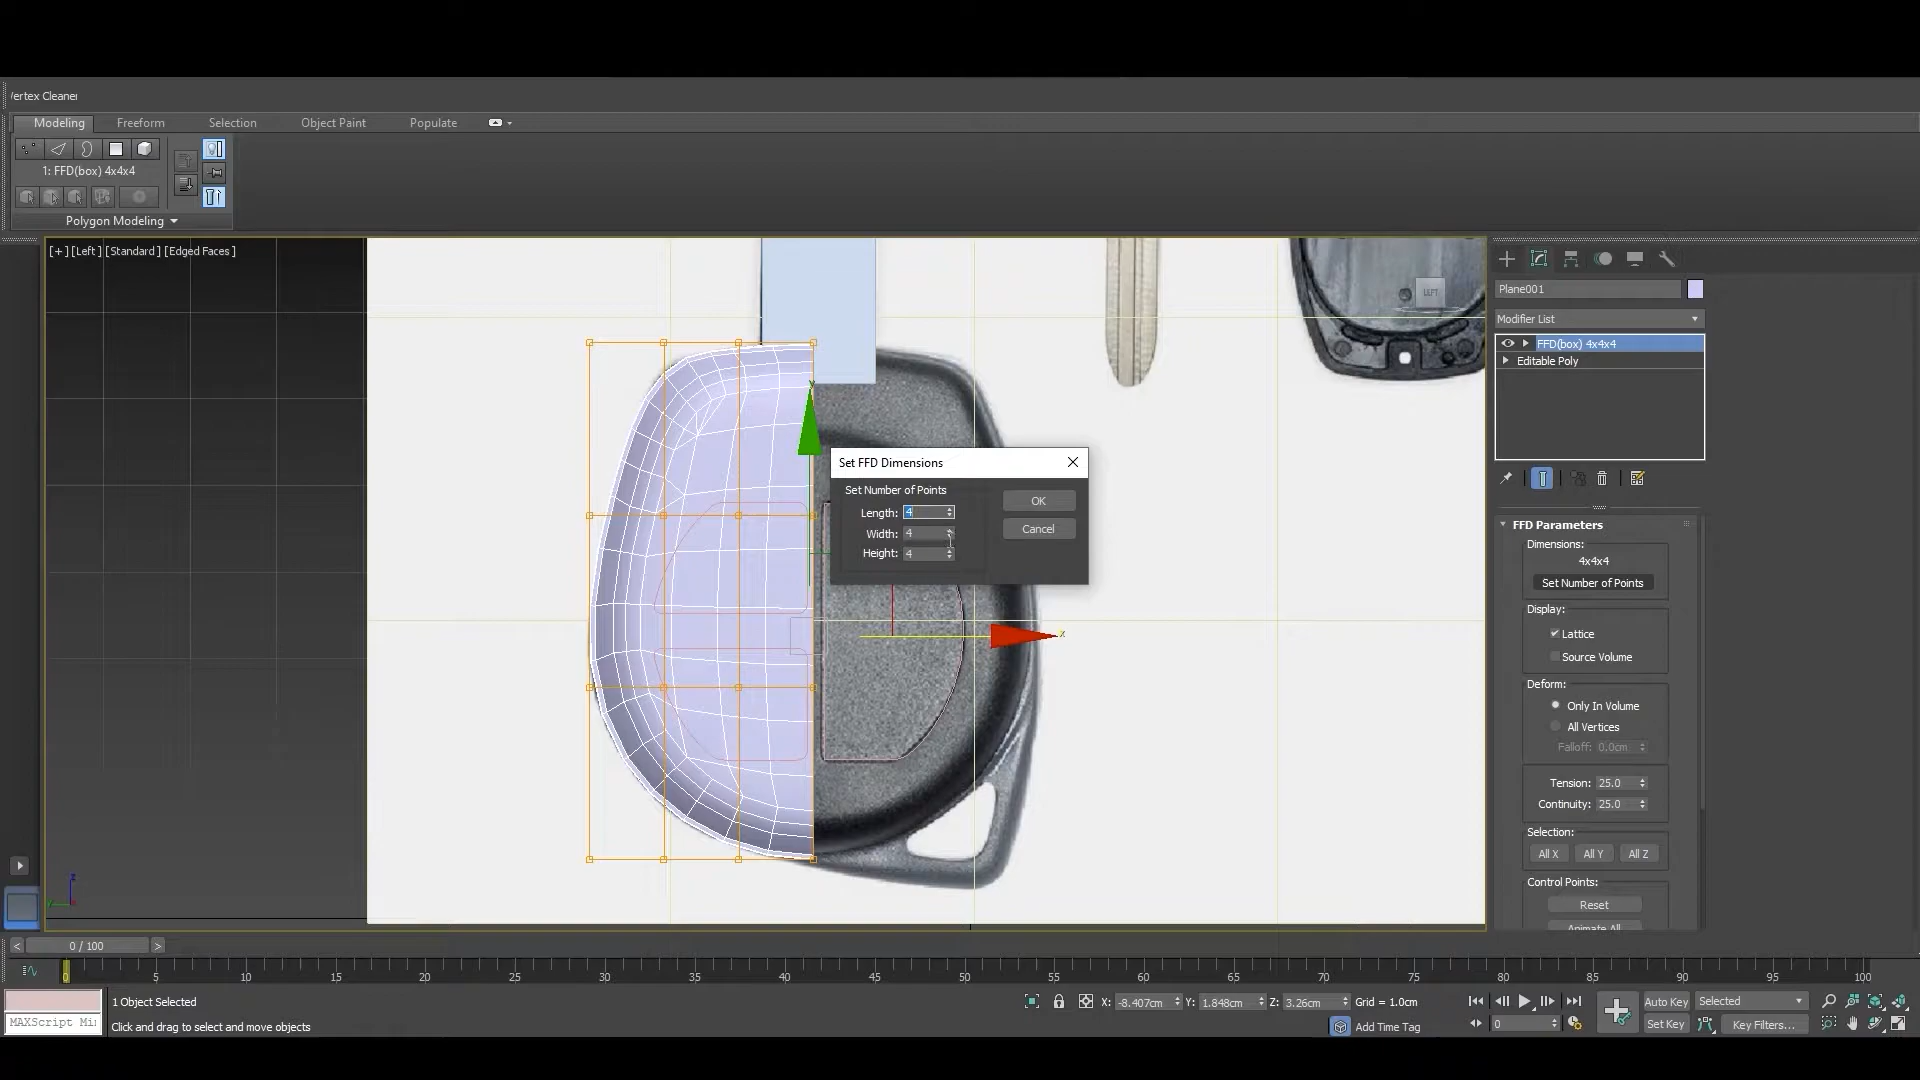 /ertex Cleaner
Modeling
Freeform
Selection
Object Paint
Populate
1: FFD(box) 4x4x4
Polygon Modeling
[+] [Left ] [Standard ] [Edged Faces ]
LEFT
Plane001
Modifier List
FFD(box) 4x4x4
Editable Poly
Set FFD Dimensions
Set Number of Points
Length: 4
Width: 4
Height: 4
OK
Cancel
FFD Parameters
Dimensions:
4x4x4
Set Number of Points
Display:
Lattice
Source Volume
Deform:
Only In Volume
All Vertices
Falloff: 0,0cm
Tension: 25.0
Continuity: 25.0
Selection:
All X All Y All Z
Control Points:
Reset
Animate All
y
x
z
< 0 / 100 >
0 5 10 15 20 25 30 35 40 45 50 55 60 65 70 75 80 85 90 95 100
1 Object Selected
X: -8.407cm Y: 1.848cm Z: 3.26cm Grid = 1.0cm
Auto Key Selected
MAXScript Mi
Click and drag to select and move objects
Add Time Tag
0
Set Key Key Filters...